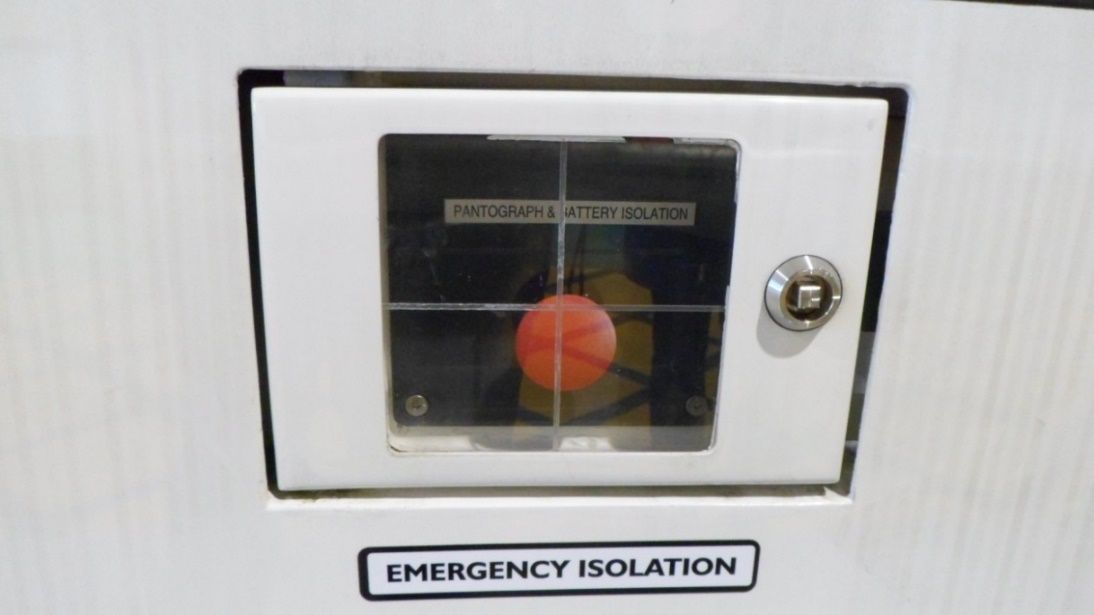 PANTOGRAPH & BATTERY ISOLATION
EMERGENCY ISOLATION